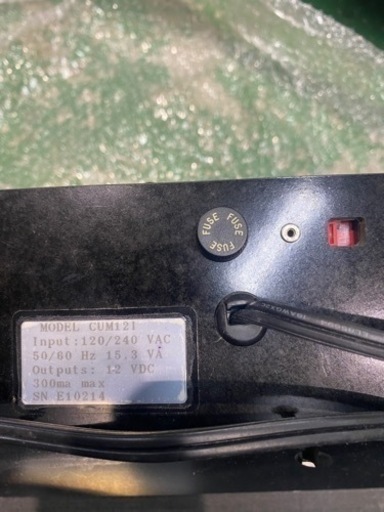 FUSE FUSE FUSE
MODEL CUM121
Input:120/240 VAC
50/60 Hz 15.3 VA
Outputs: 12 VDC
300ma max
SN E10214